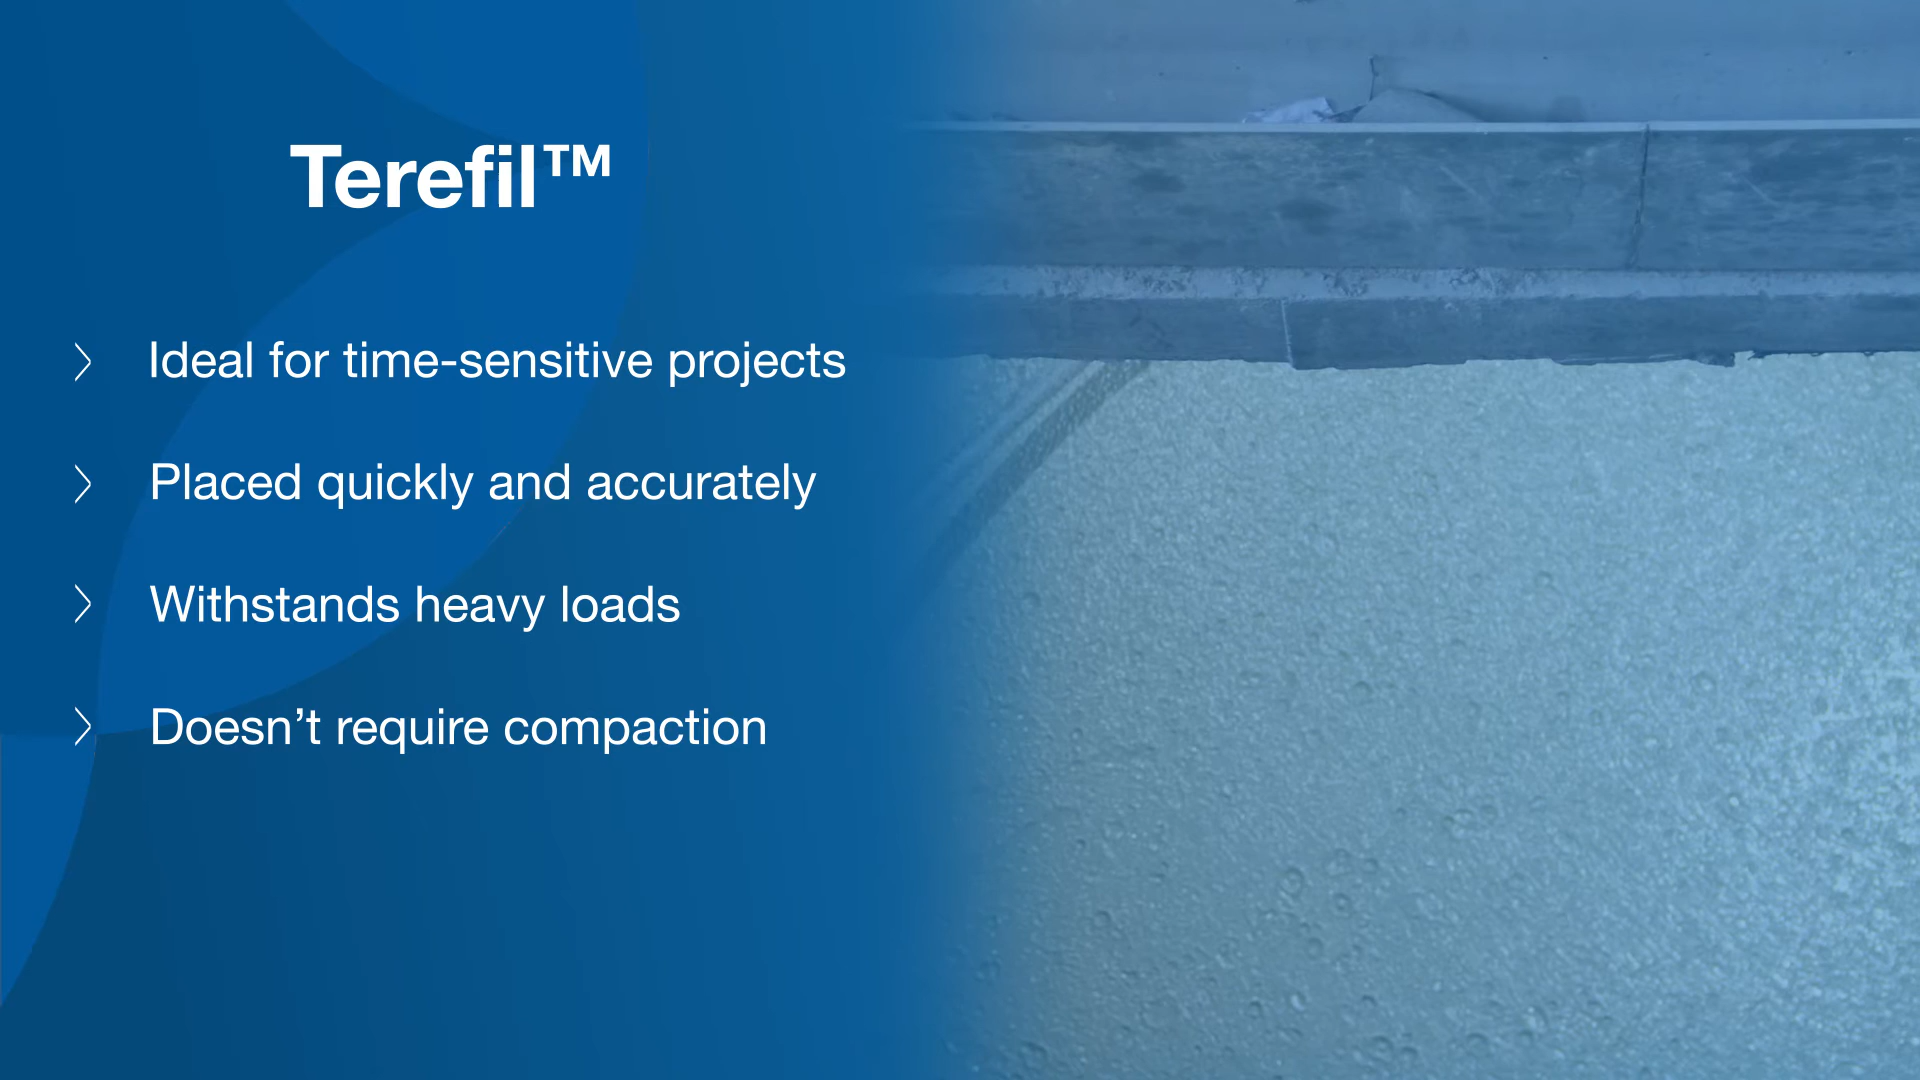 Terefil™
Ideal for time-sensitive projects
Placed quickly and accurately
Withstands heavy loads
Doesn’t require compaction